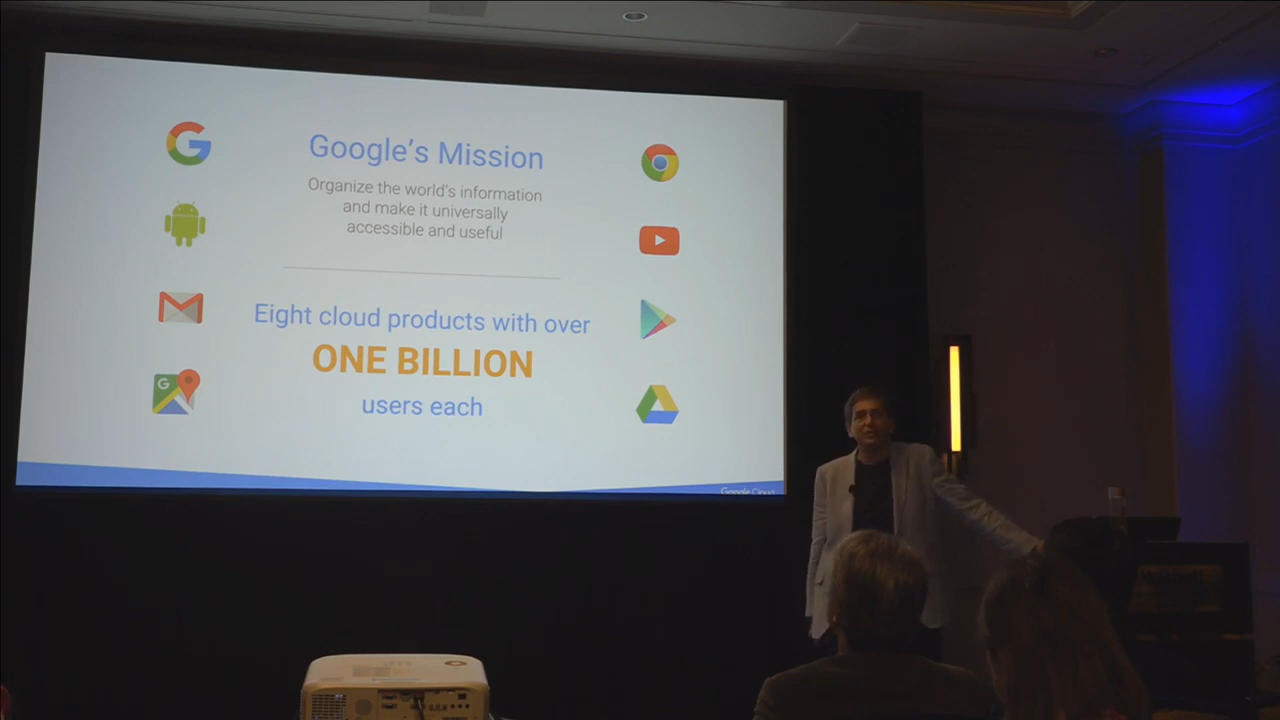 Google's Mission
Organize the world's information
and make it universally
accessible and useful
Eight cloud products with over
ONE BILLION
users each
Google Cloud